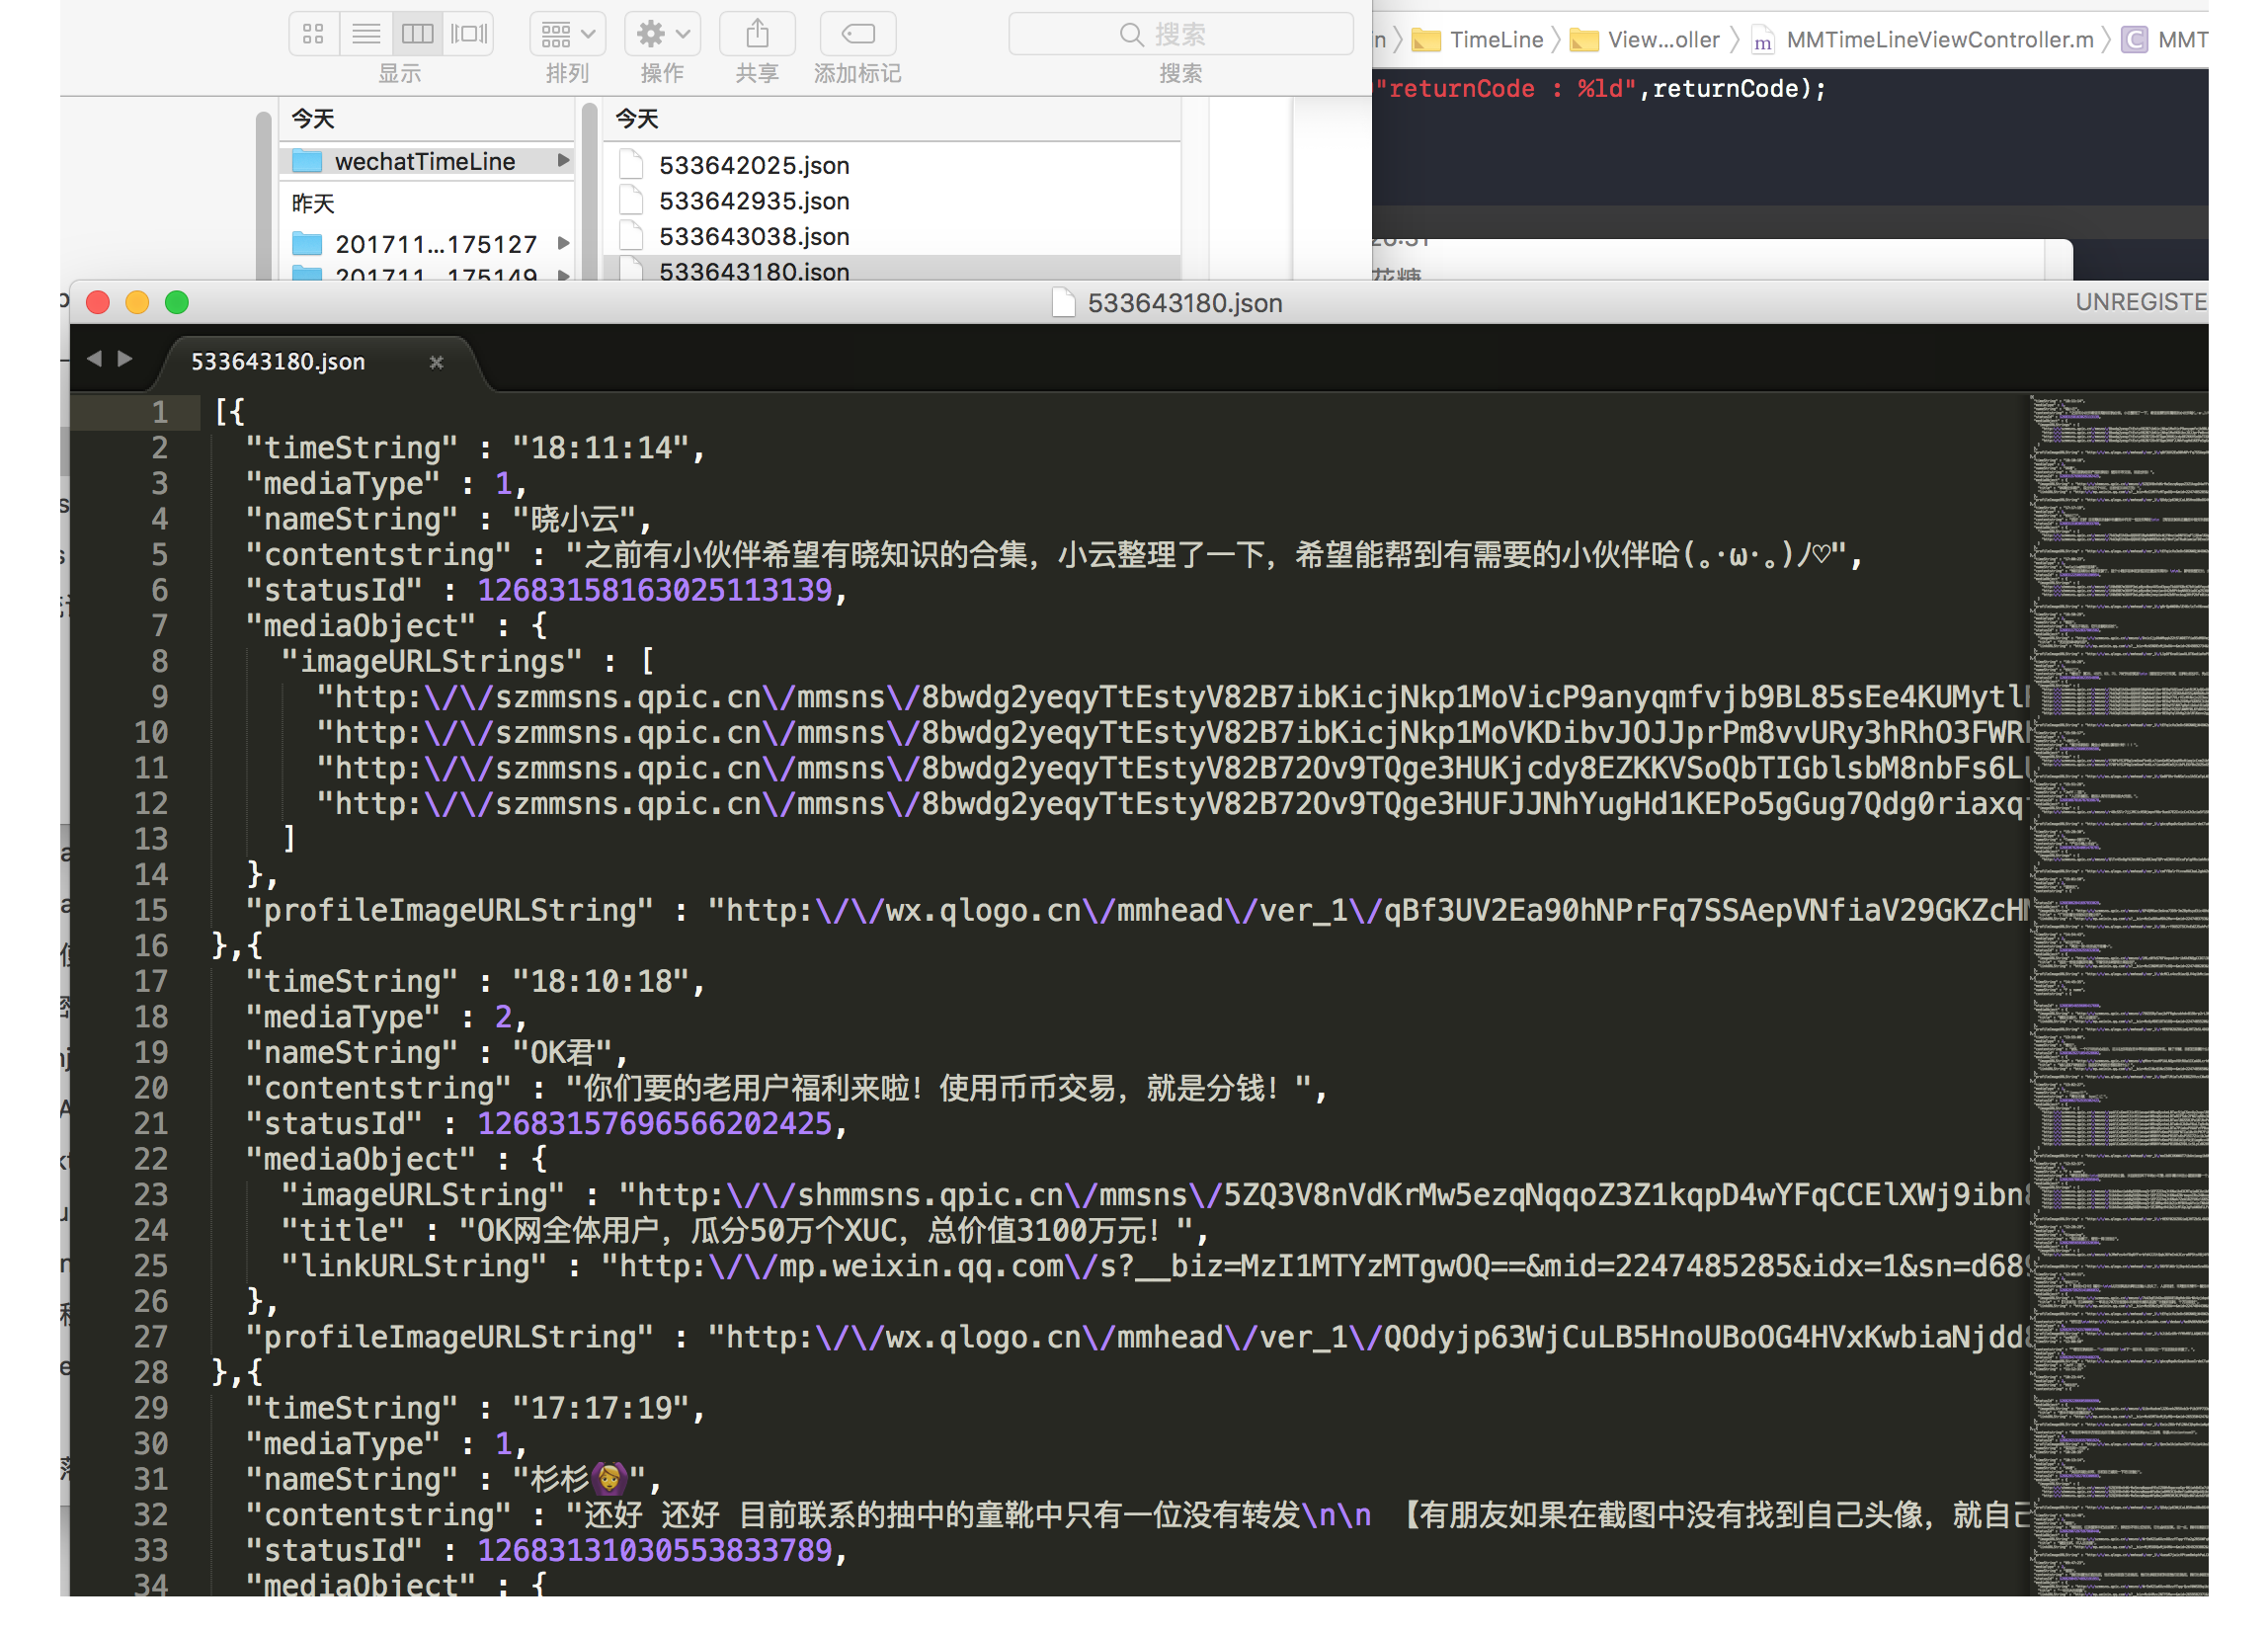 显示
排列
操作
共享
添加标记
搜索
搜索
TimeLine
View...oller
MMTimeLineViewController.m
MMT
"returnCode : %ld",returnCode);
今天
今天
wechatTimeLine
昨天
201711...175127
201711...175149
533642025.json
533642935.json
533643038.json
533643180.json
花糖
533643180.json
UNREGISTE
533643180.json
1 [{
2 "timeString" : "18:11:14",
3 "mediaType" : 1,
4 "nameString" : "晓小云",
5 "contentstring" : "之前有小伙伴希望有晓知识的合集，小云整理了一下，希望能帮到有需要的小伙伴哈(｡･ω･｡)ﾉ♡",
6 "statusId" : 12683158163025113139,
7 "mediaObject" : {
8 "imageURLStrings" : [
9 "http:\/\/szmmsns.qpic.cn\/mmsns\/8bwdg2yeqyTtEstyV82B7ibKicjNkp1MoVicP9anyqmfvjb9BL85sEe4KUMytl
10 "http:\/\/szmmsns.qpic.cn\/mmsns\/8bwdg2yeqyTtEstyV82B7ibKicjNkp1MoVKDibvJOJJprPm8vvURy3hRhO3FWR
11 "http:\/\/szmmsns.qpic.cn\/mmsns\/8bwdg2yeqyTtEstyV82B72Ov9TQge3HUKjcdy8EZKKVSoQbTIGblsbM8nbFs6L
12 "http:\/\/szmmsns.qpic.cn\/mmsns\/8bwdg2yeqyTtEstyV82B72Ov9TQge3HUFJJNhYugHd1KEPo5gGug7Qdg0riaxq
13 ]
14 },
15 "profileImageURLString" : "http:\/\/wx.qlogo.cn\/mmhead\/ver_1\/qBf3UV2Ea90hNPrFq7SSAepVNfiaV29GKZcH
16 },{
17 "timeString" : "18:10:18",
18 "mediaType" : 2,
19 "nameString" : "OK君",
20 "contentstring" : "你们要的老用户福利来啦！使用币币交易，就是分钱！",
21 "statusId" : 12683157696566202425,
22 "mediaObject" : {
23 "imageURLString" : "http:\/\/shmmsns.qpic.cn\/mmsns\/5ZQ3V8nVdKrMw5ezqNqqoZ3Z1kqpD4wYFqCCElXWj9ibn
24 "title" : "OK网全体用户，瓜分50万个XUC，总价值3100万元！",
25 "linkURLString" : "http:\/\/mp.weixin.qq.com\/s?__biz=MzI1MTYzMTgwOQ==&mid=2247485285&idx=1&sn=d689
26 },
27 "profileImageURLString" : "http:\/\/wx.qlogo.cn\/mmhead\/ver_1\/QOdyjp63WjCuLB5HnoUBoOG4HVxKwbiaNjdd8
28 },{
29 "timeString" : "17:17:19",
30 "mediaType" : 1,
31 "nameString" : "杉杉🙆",
32 "contentstring" : "还好 还好 目前联系的抽中的童靴中只有一位没有转发\n\n 【有朋友如果在截图中没有找到自己头像，就自己
33 "statusId" : 12683131030553833789,
34 "mediaObject" : {